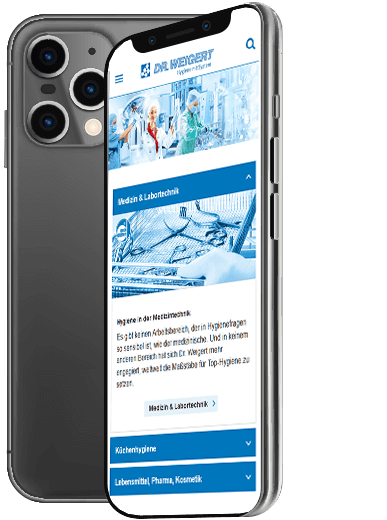 DR. WEIGERT
Hygiene mit System
Medizin & Labortechnik
Hygiene in der Medizintechnik
Es gibt keinen Arbeitsbereich, der in Hygienefragen
so sensibel ist, wie der medizinische. Und in keinem
anderen Bereich hat sich Dr. Weigert mehr
engagiert, weltweit die Maßstäbe für Top-Hygiene zu
setzen.
Medizin & Labortechnik
Küchenhygiene
Lebensmittel, Pharma, Kosmetik